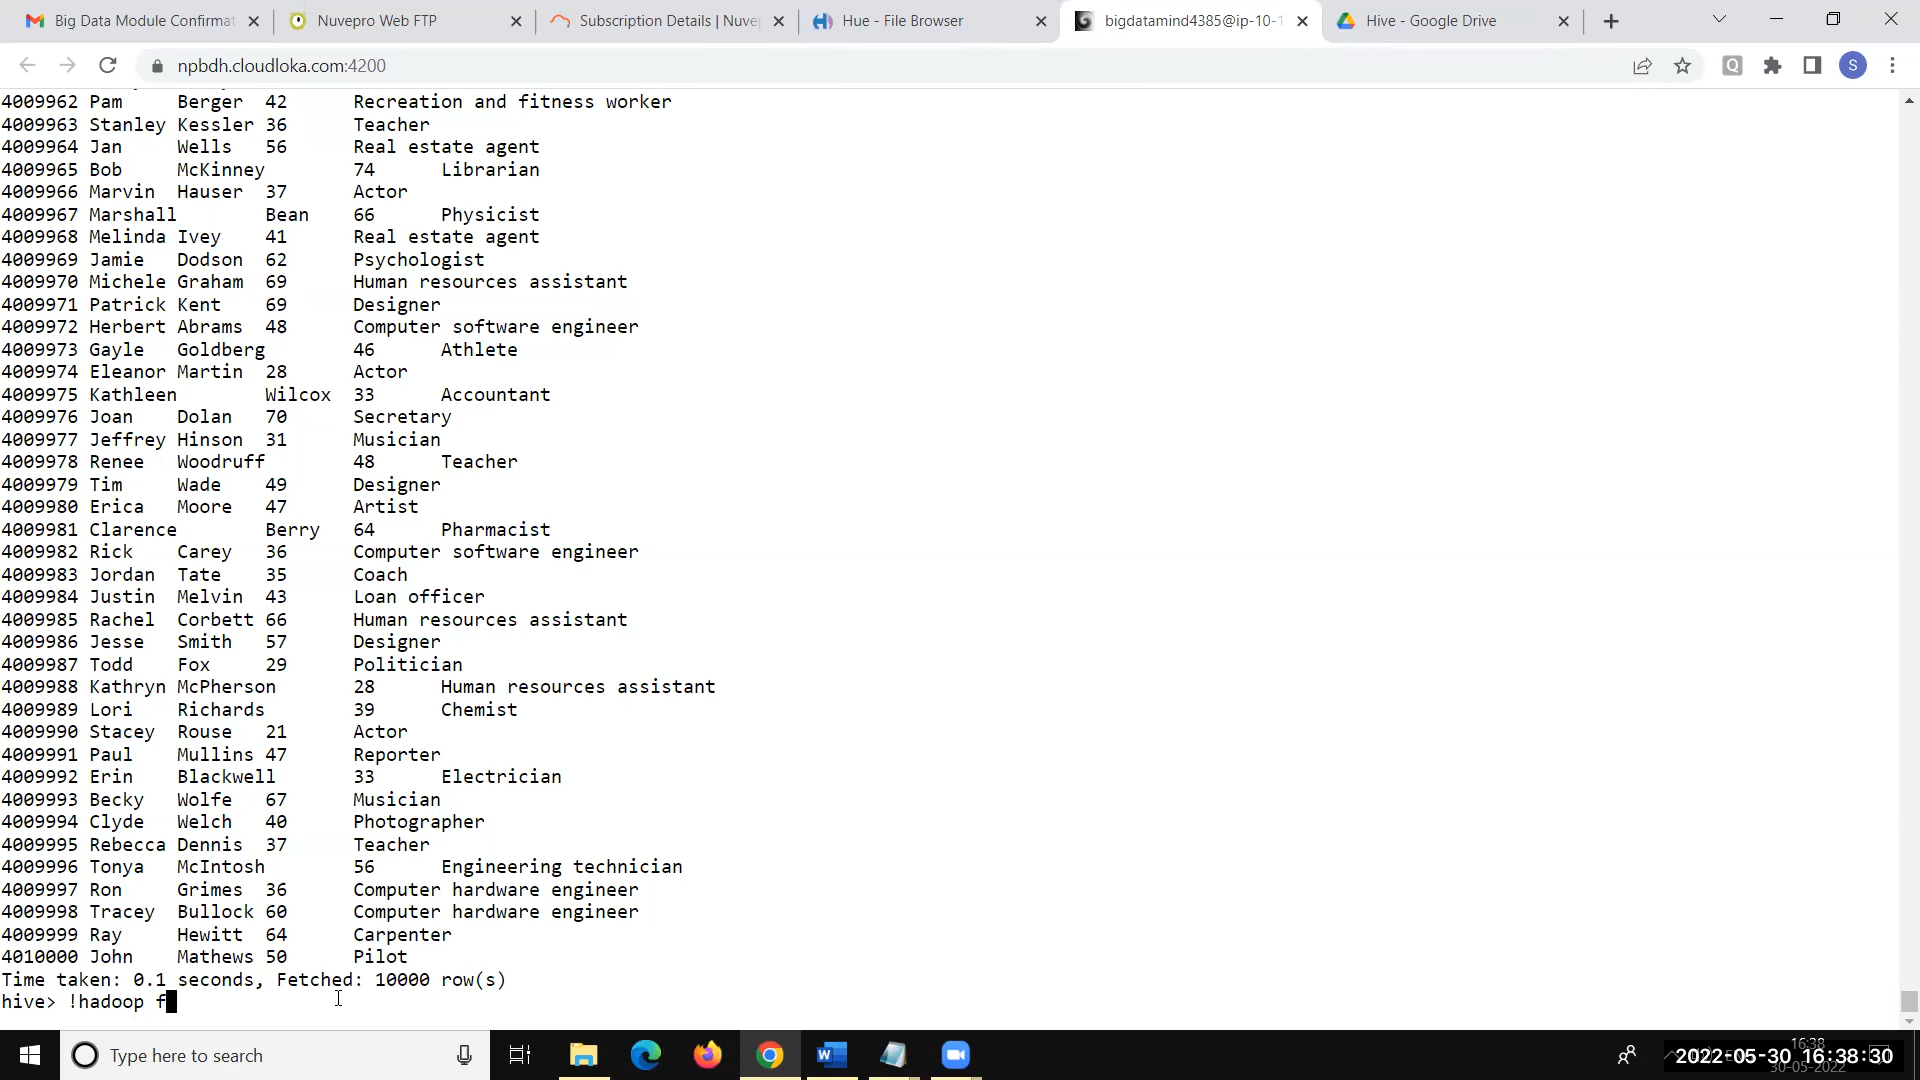 Big Data Module Confirmat
Nuvepro Web FTP
Subscription Details | Nuve
Hue - File Browser
bigdatamind4385@ip-10-1
Hive - Google Drive
npbdh.cloudloka.com:4200
Q
S
4009962 Pam Berger 42 Recreation and fitness worker
4009963 Stanley Kessler 36 Teacher
4009964 Jan Wells 56 Real estate agent
4009965 Bob McKinney 74 Librarian
4009966 Marvin Hauser 37 Actor
4009967 Marshall Bean 66 Physicist
4009968 Melinda Ivey 41 Real estate agent
4009969 Jamie Dodson 62 Psychologist
4009970 Michele Graham 69 Human resources assistant
4009971 Patrick Kent 69 Designer
4009972 Herbert Abrams 48 Computer software engineer
4009973 Gayle Goldberg 46 Athlete
4009974 Eleanor Martin 28 Actor
4009975 Kathleen Wilcox 33 Accountant
4009976 Joan Dolan 70 Secretary
4009977 Jeffrey Hinson 31 Musician
4009978 Renee Woodruff 48 Teacher
4009979 Tim Wade 49 Designer
4009980 Erica Moore 47 Artist
4009981 Clarence Berry 64 Pharmacist
4009982 Rick Carey 36 Computer software engineer
4009983 Jordan Tate 35 Coach
4009984 Justin Melvin 43 Loan officer
4009985 Rachel Corbett 66 Human resources assistant
4009986 Jesse Smith 57 Designer
4009987 Todd Fox 29 Politician
4009988 Kathryn McPherson 28 Human resources assistant
4009989 Lori Richards 39 Chemist
4009990 Stacey Rouse 21 Actor
4009991 Paul Mullins 47 Reporter
4009992 Erin Blackwell 33 Electrician
4009993 Becky Wolfe 67 Musician
4009994 Clyde Welch 40 Photographer
4009995 Rebecca Dennis 37 Teacher
4009996 Tonya McIntosh 56 Engineering technician
4009997 Ron Grimes 36 Computer hardware engineer
4009998 Tracey Bullock 60 Computer hardware engineer
4009999 Ray Hewitt 64 Carpenter
4010000 John Mathews 50 Pilot
Time taken: 0.1 seconds, Fetched: 10000 row(s)
hive> !hadoop f
Type here to search
16:38
2022-05-30 16:38:30
30-05-2022